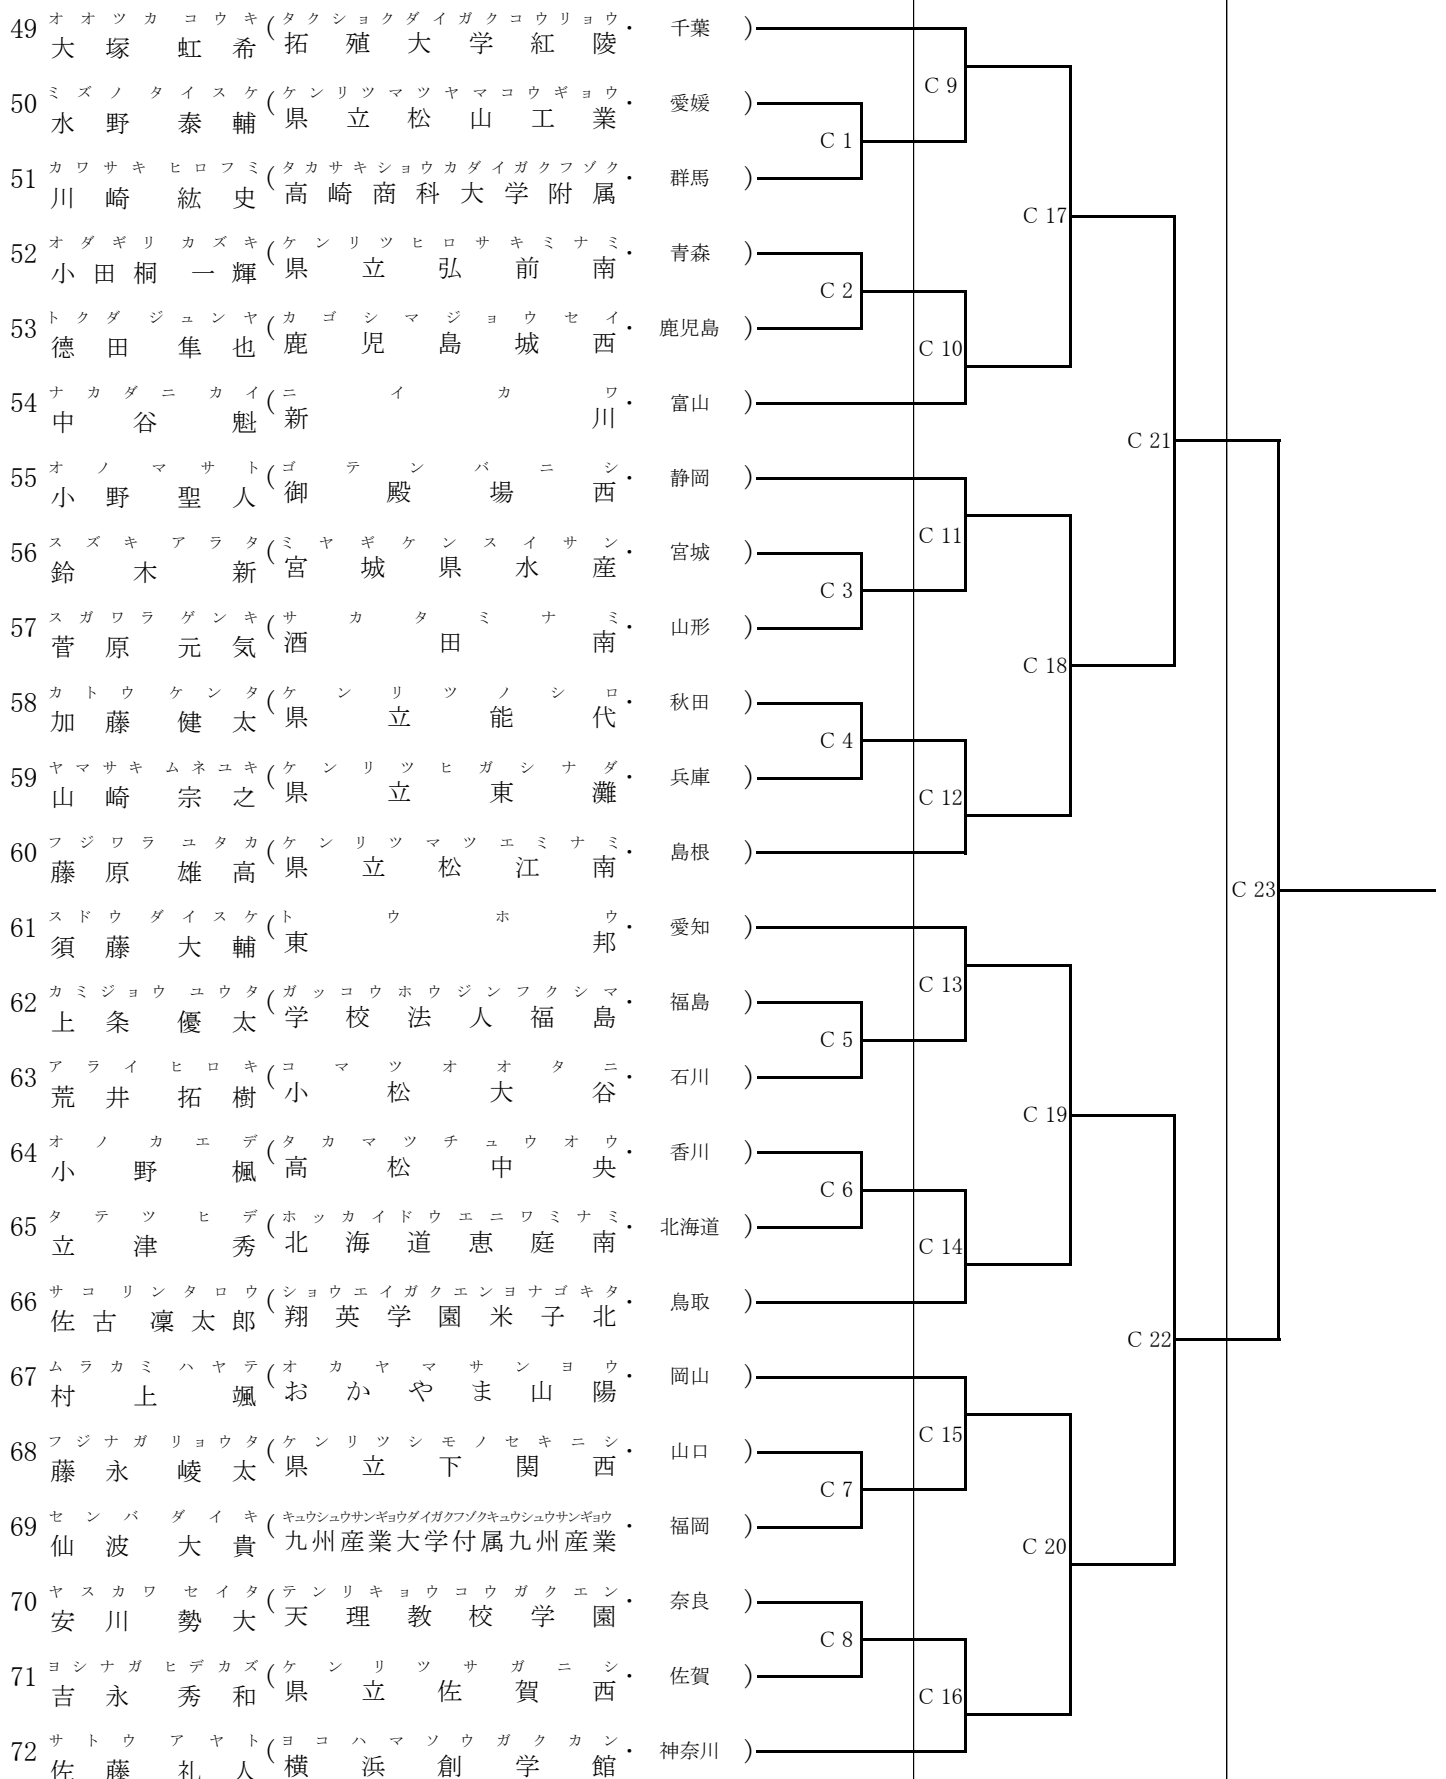 オオツカ コウキ タクショクダイガクコウリョウ
49 大塚 虹希 (拓殖大学紅陵・千葉)
ミズノ タイスケ ケンリツマツヤマコウギョウ
50 水野 泰輔 (県立松山工業・愛媛)
カワサキ ヒロフミ タカサキショウカダイガクフゾク
51 川崎 紘史 (高崎商科大学附属・群馬)
オダギリ カズキ ケンリツヒロサキミナミ
52 小田桐 一輝 (県立弘前南・青森)
トクダ ジュンヤ カゴシマジョウセイ
53 德田 隼也 (鹿児島城西・鹿児島)
ナカダニ カイ ニイカワ
54 中谷 魁 (新川・富山)
オノ マサト ゴテンバニシ
55 小野 聖人 (御殿場西・静岡)
スズキ アラタ ミヤギケンスイサン
56 鈴木 新 (宮城県水産・宮城)
スガワラ ゲンキ サカタミナミ
57 菅原 元気 (酒田南・山形)
カトウ ケンタ ケンリツノシロ
58 加藤 健太 (県立能代・秋田)
ヤマサキ ムネユキ ケンリツヒガシナダ
59 山崎 宗之 (県立東灘・兵庫)
フジワラ ユタカ ケンリツマツエミナミ
60 藤原 雄高 (県立松江南・島根)
スドウ ダイスケ トウホウ
61 須藤 大輔 (東邦・愛知)
カミジョウ ユウタ ガッコウホウジンフクシマ
62 上条 優太 (学校法人福島・福島)
アライ ヒロキ コマツオオタニ
63 荒井 拓樹 (小松大谷・石川)
オノ カエデ タカマツチュウオウ
64 小野 楓 (高松中央・香川)
タテツ ヒデ ホッカイドウエニワミナミ
65 立津 秀 (北海道恵庭南・北海道)
サコ リンタロウ ショウエイガクエンヨナゴキタ
66 佐古 凜太郎 (翔英学園米子北・鳥取)
ムラカミ ハヤテ オカヤマサンヨウ
67 村上 颯 (おかやま山陽・岡山)
フジナガ リョウタ ケンリツシモノセキニシ
68 藤永 崚太 (県立下関西・山口)
センバ ダイキ キュウシュウサンギョウダイガクフゾクキュウシュウサンギョウ
69 仙波 大貴 (九州産業大学付属九州産業・福岡)
ヤスカワ セイタ テンリキョウコウガクエン
70 安川 勢大 (天理教校学園・奈良)
ヨシナガ ヒデカズ ケンリツサガニシ
71 吉永 秀和 (県立佐賀西・佐賀)
サトウ アヤト ヨコハマソウガクカン
72 佐藤 礼人 (横浜創学館・神奈川)
C 1
C 2
C 3
C 4
C 5
C 6
C 7
C 8
C 9
C 10
C 11
C 12
C 13
C 14
C 15
C 16
C 17
C 18
C 19
C 20
C 21
C 22
C 23